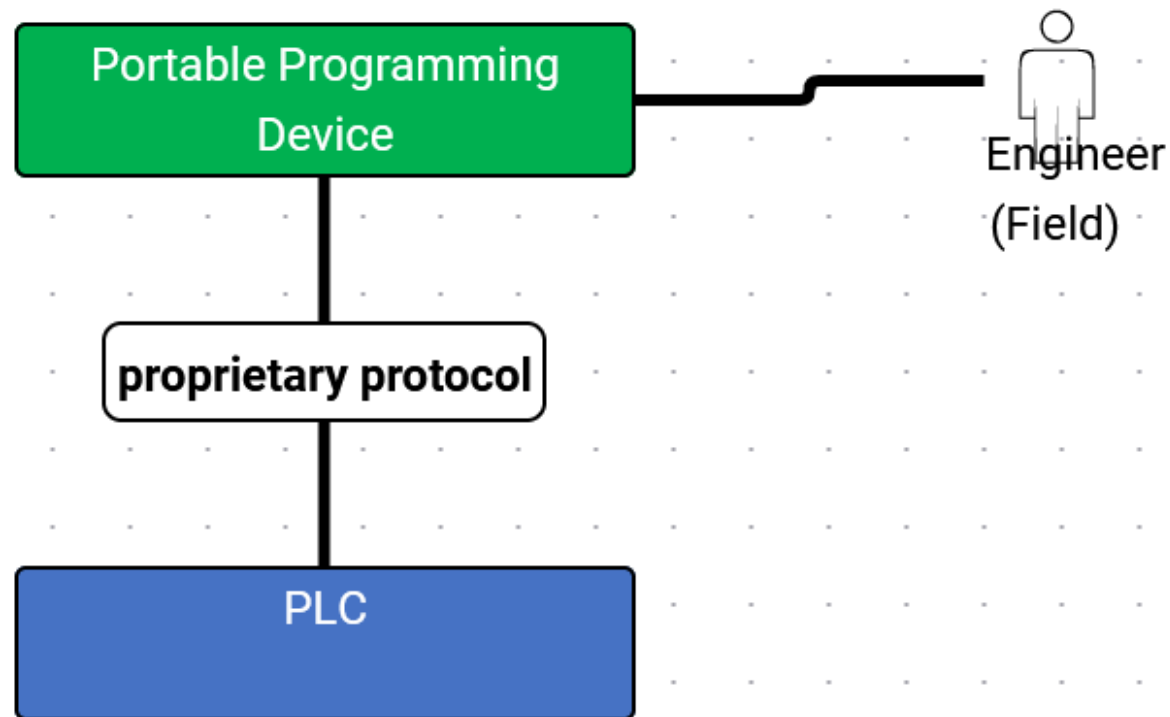 Portable Programming
Device
Engineer
(Field)
proprietary protocol
PLC